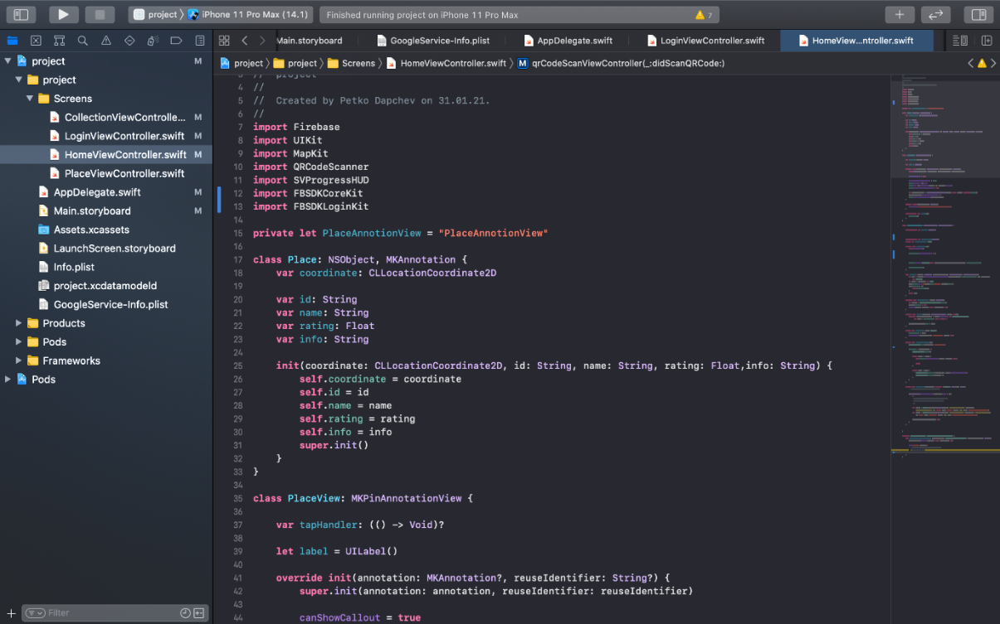 project
iPhone 11 Pro Max (14.1)
Finished running project on iPhone 11 Pro Max
7
Main.storyboard
GoogleService-Info.plist
AppDelegate.swift
LoginViewController.swift
HomeView...ntroller.swift
project
project
Screens
HomeViewController.swift
M
qrCodeScanViewController(_:didScanQRCode:)
project M
project
Screens
CollectionViewControlle... M
LoginViewController.swift M
HomeViewController.swift M
PlaceViewController.swift
AppDelegate.swift M
Main.storyboard M
Assets.xcassets
LaunchScreen.storyboard
Info.plist
project.xcdatamodeld
GoogleService-Info.plist
Products
Pods
Frameworks
Pods
Filter
3 // project
4 //
5 // Created by Petko Dapchev on 31.01.21.
6 //
7 import Firebase
8 import UIKit
9 import MapKit
10 import QRCodeScanner
11 import SVProgressHUD
12 import FBSDKCoreKit
13 import FBSDKLoginKit
14
15 private let PlaceAnnotionView = "PlaceAnnotionView"
16
17 class Place: NSObject, MKAnnotation {
18 var coordinate: CLLocationCoordinate2D
19
20 var id: String
21 var name: String
22 var rating: Float
23 var info: String
24
25 init(coordinate: CLLocationCoordinate2D, id: String, name: String, rating: Float,info: String) {
26 self.coordinate = coordinate
27 self.id = id
28 self.name = name
29 self.rating = rating
30 self.info = info
31 super.init()
32 }
33 }
34
35 class PlaceView: MKPinAnnotationView {
36
37 var tapHandler: (() -> Void)?
38
39 let label = UILabel()
40
41 override init(annotation: MKAnnotation?, reuseIdentifier: String?) {
42 super.init(annotation: annotation, reuseIdentifier: reuseIdentifier)
43
44 canShowCallout = true